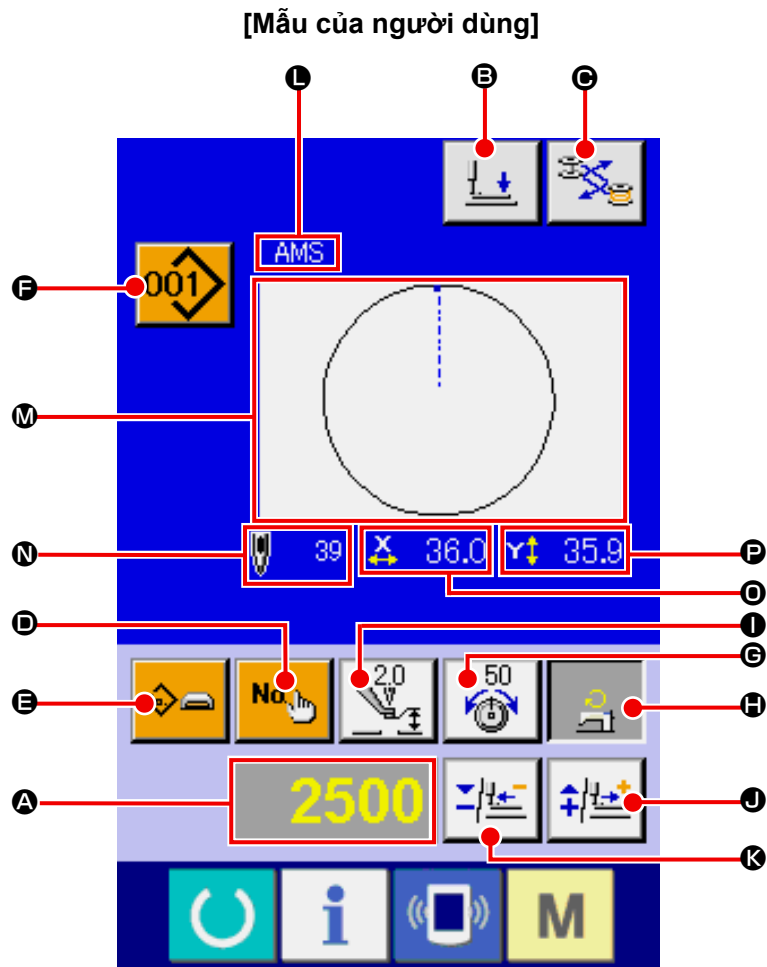 [Mẫu của người dùng]
L B C
AMS
F 001
M
N 39 X 36.0 Y 35.9 P
O
D I
G
E No. 2.0 50 H
A 2500 J
K
i M